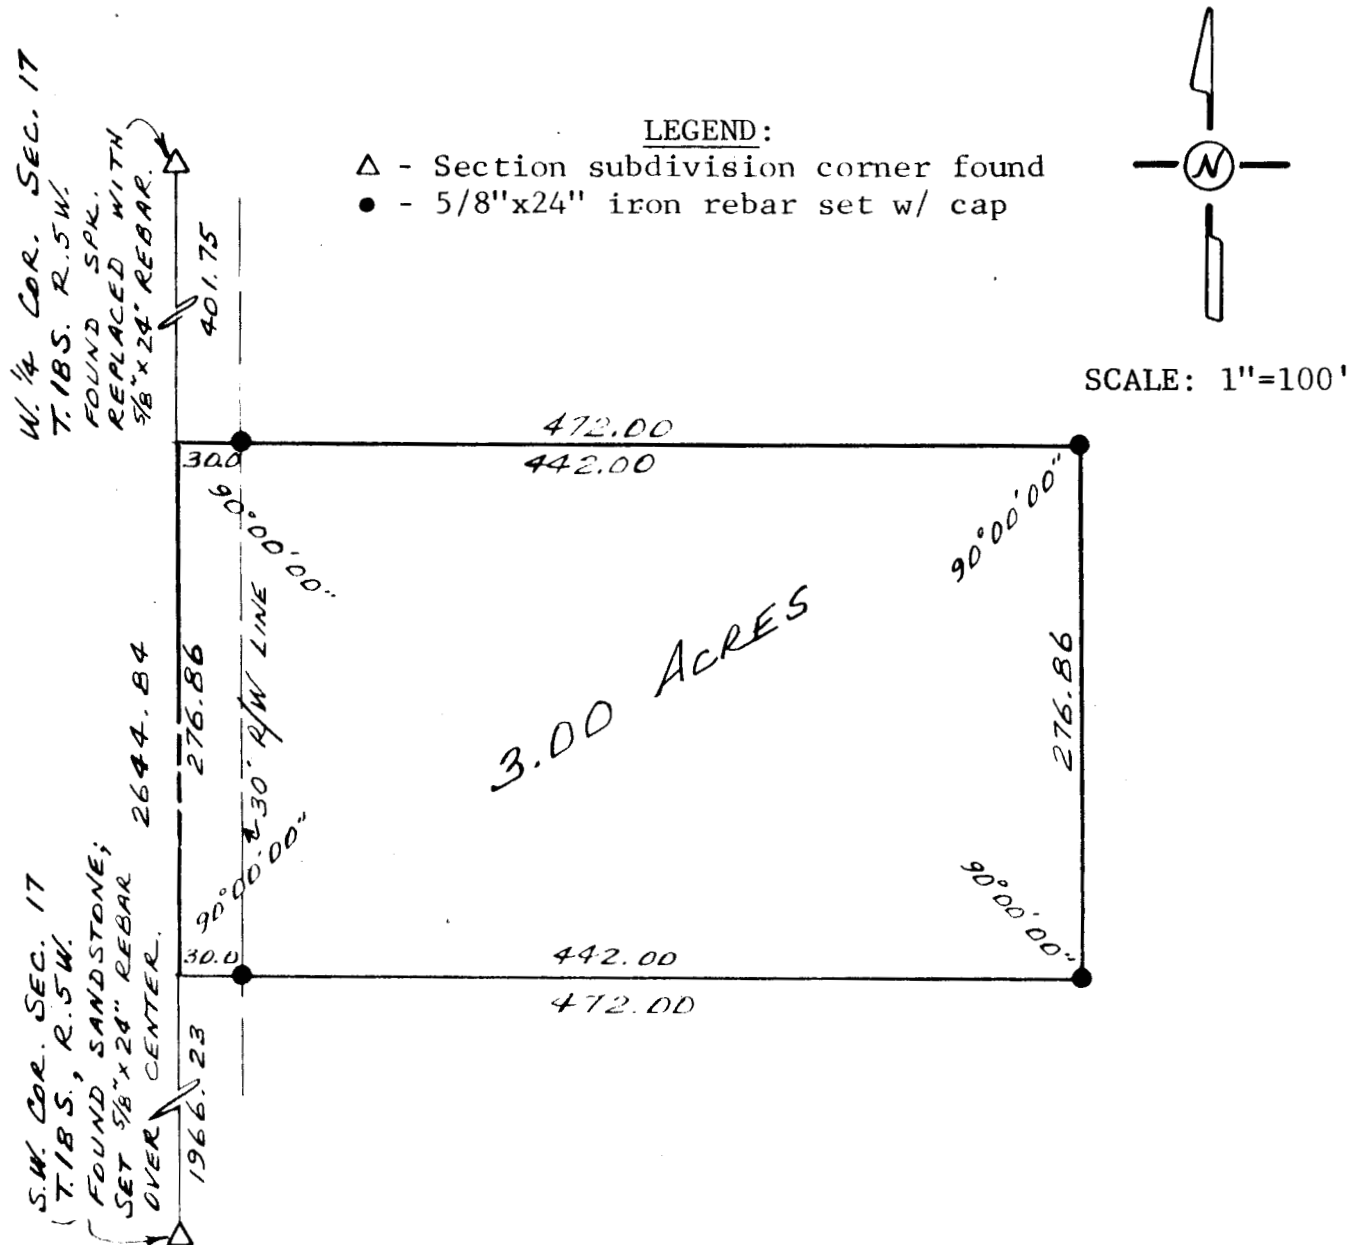 LEGEND:
△ - Section subdivision corner found
● - 5/8"x24" iron rebar set w/ cap
N
SCALE: 1"=100'
W. 1/4 COR. SEC. 17
T. 18S. R. 5W.
FOUND SPK.
REPLACED WITH
5/8"x24" REBAR.
401.75
472.00
30.0
442.00
90°00'00"
90°00'00"
3.00 ACRES
2644.84
276.86
30' R/W LINE
276.86
90°00'00"
90°00'00"
30.0
442.00
472.00
S.W. COR. SEC. 17
T. 18 S., R. 5W.
FOUND SANDSTONE;
SET 5/8"x24" REBAR
OVER CENTER.
1966.23